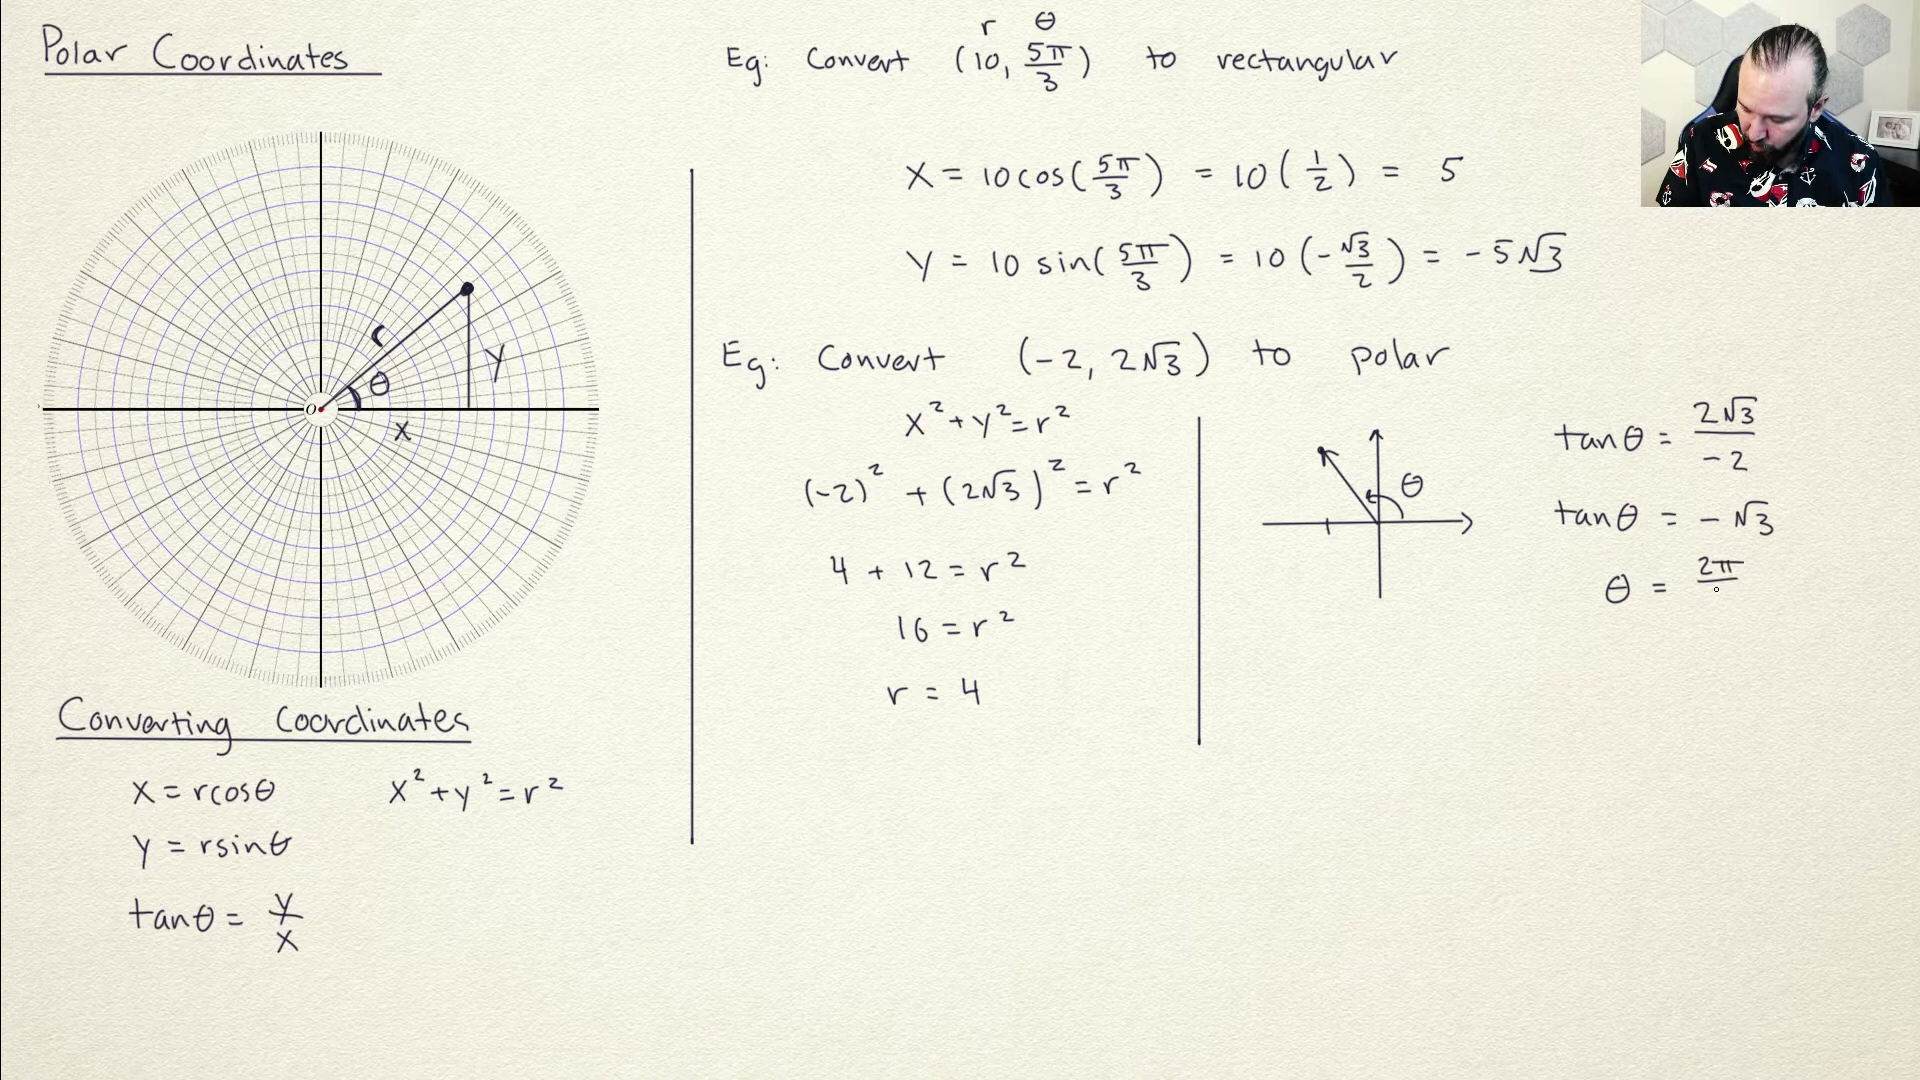 Polar Coordinates
O
r
θ
y
x
Converting Coordinates
x = rcosθ
x² + y² = r²
y = rsinθ
tanθ = y/x
r θ
Eg: Convert (10, 5π/3) to rectangular
x = 10cos(5π/3) = 10(1/2) = 5
y = 10 sin(5π/3) = 10(-√3/2) = -5√3
Eg: Convert (-2, 2√3) to polar
x² + y² = r²
(-2)² + (2√3)² = r²
4 + 12 = r²
16 = r²
r = 4
θ
tanθ = 2√3/-2
tanθ = -√3
θ = 2π/